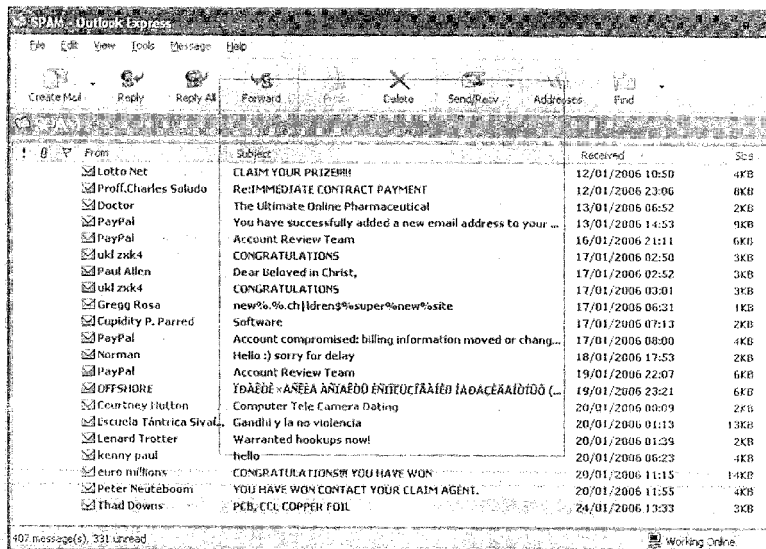 SPAM - Outlook Express
File Edit View Tools Message Help
Create Mail Reply Reply All Forward Print Delete Send/Recv Addresses Find
! From Subject Received Size
Lotto Net CLAIM YOUR PRIZE!!!!! 12/01/2006 10:50 4KB
Proff.Charles Soludo Re:IMMEDIATE CONTRACT PAYMENT 12/01/2006 23:06 8KB
Doctor The Ultimate Online Pharmaceutical 13/01/2006 06:52 2KB
PayPal You have successfully added a new email address to your ... 13/01/2006 14:53 9KB
PayPal Account Review Team 16/01/2006 21:11 6KB
ukl zxk4 CONGRATULATIONS 17/01/2006 02:50 3KB
Paul Allen Dear Beloved in Christ, 17/01/2006 02:52 3KB
ukl zxk4 CONGRATULATIONS 17/01/2006 03:01 3KB
Gregg Rosa new%.%.ch|ldren$%super%new%site 17/01/2006 06:31 1KB
Cupidity P. Parred Software 17/01/2006 07:13 2KB
PayPal Account compromised: billing information moved or chang... 17/01/2006 08:00 4KB
Norman Hello :) sorry for delay 18/01/2006 17:53 2KB
PayPal Account Review Team 19/01/2006 22:07 6KB
OFFSHORE (... 19/01/2006 23:21 6KB
Courtney Hutton Computer Tele Camera Dating 20/01/2006 00:09 2KB
Escuela Tántrica Sival... Gandhi y la no violencia 20/01/2006 01:13 13KB
Lenard Trotter Warranted hookups now! 20/01/2006 01:39 2KB
kenny paul hello 20/01/2006 06:23 4KB
euro millions CONGRATULATIONS!!! YOU HAVE WON 20/01/2006 11:15 14KB
Peter Neuteboom YOU HAVE WON CONTACT YOUR CLAIM AGENT. 20/01/2006 11:55 4KB
Thad Downs PCB, CCL COPPER FOIL 24/01/2006 13:33 3KB
407 message(s), 331 unread Working Online